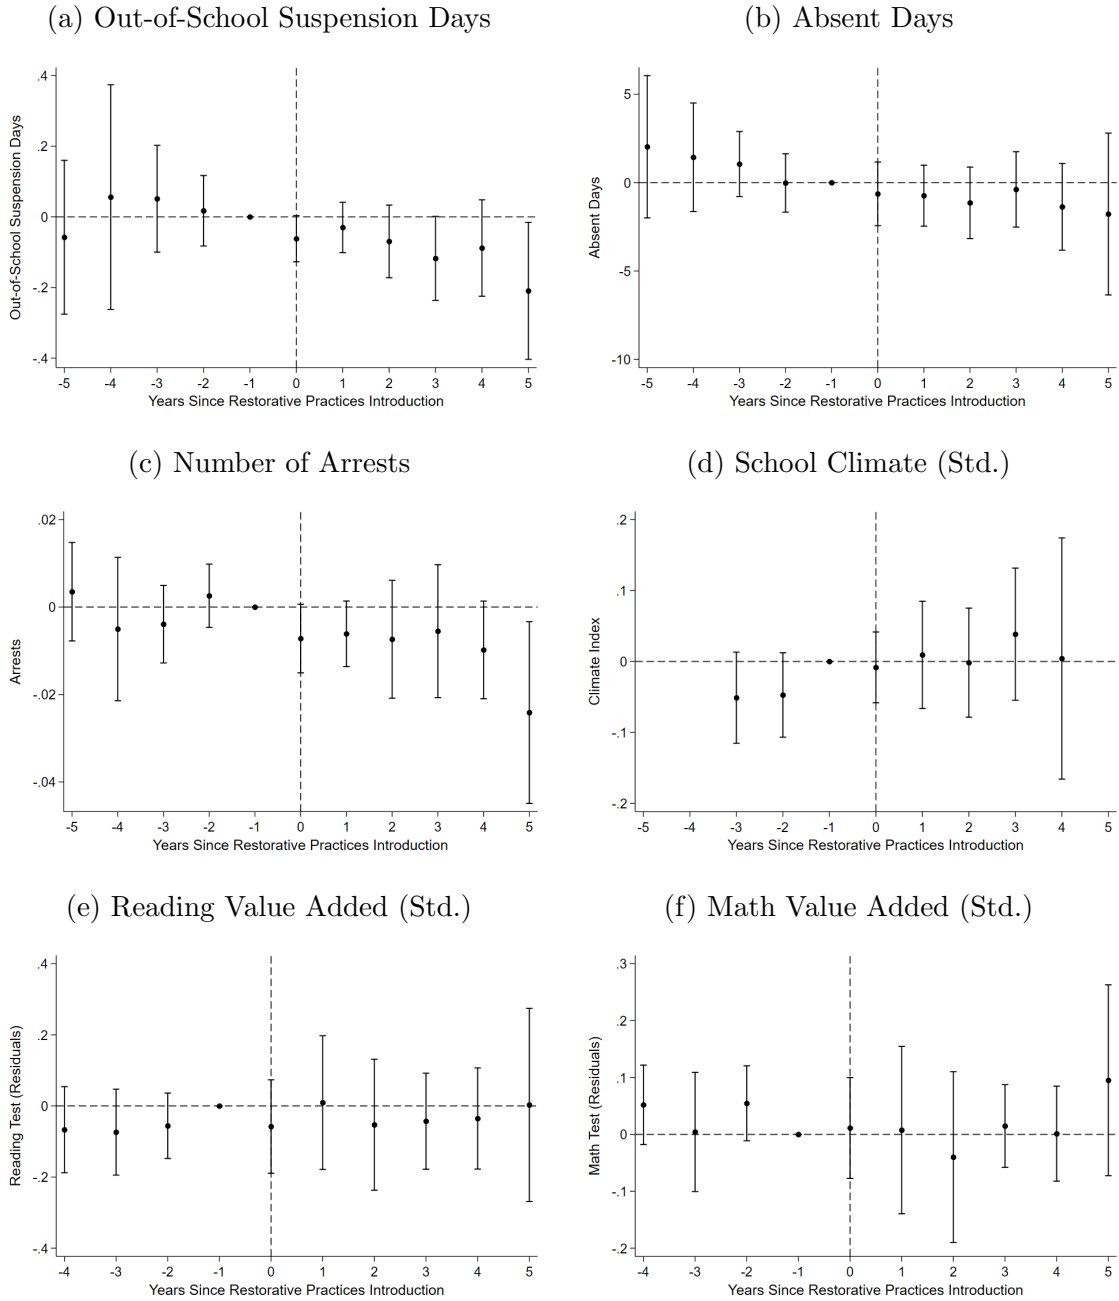 (a) Out-of-School Suspension Days
Out-of-School Suspension Days
.4
.2
0
-.2
-.4
-5 -4 -3 -2 -1 0 1 2 3 4 5
Years Since Restorative Practices Introduction
(b) Absent Days
Absent Days
5
0
-5
-10
-5 -4 -3 -2 -1 0 1 2 3 4 5
Years Since Restorative Practices Introduction
(c) Number of Arrests
Arrests
.02
0
-.02
-.04
-5 -4 -3 -2 -1 0 1 2 3 4 5
Years Since Restorative Practices Introduction
(d) School Climate (Std.)
Climate Index
.2
.1
0
-.1
-.2
-5 -4 -3 -2 -1 0 1 2 3 4 5
Years Since Restorative Practices Introduction
(e) Reading Value Added (Std.)
Reading Test (Residuals)
.4
.2
0
-.2
-.4
-4 -3 -2 -1 0 1 2 3 4 5
Years Since Restorative Practices Introduction
(f) Math Value Added (Std.)
Math Test (Residuals)
.3
.2
.1
0
-.1
-.2
-4 -3 -2 -1 0 1 2 3 4 5
Years Since Restorative Practices Introduction